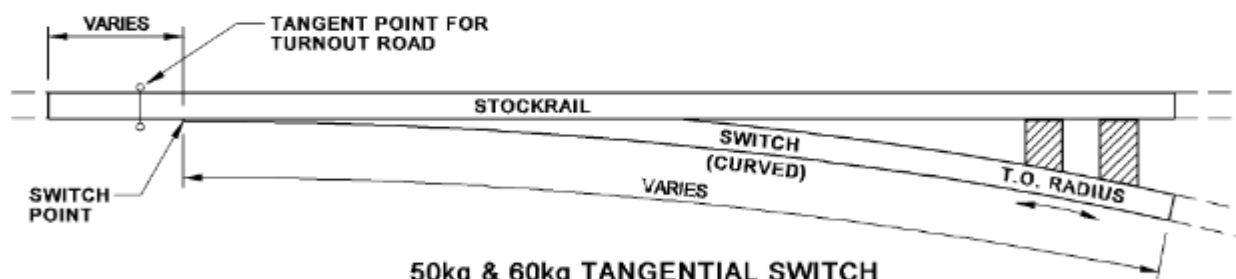 VARIES
TANGENT POINT FOR
TURNOUT ROAD
STOCKRAIL
SWITCH
(CURVED)
T.O. RADIUS
VARIES
SWITCH
POINT
50kg & 60kg TANGENTIAL SWITCH